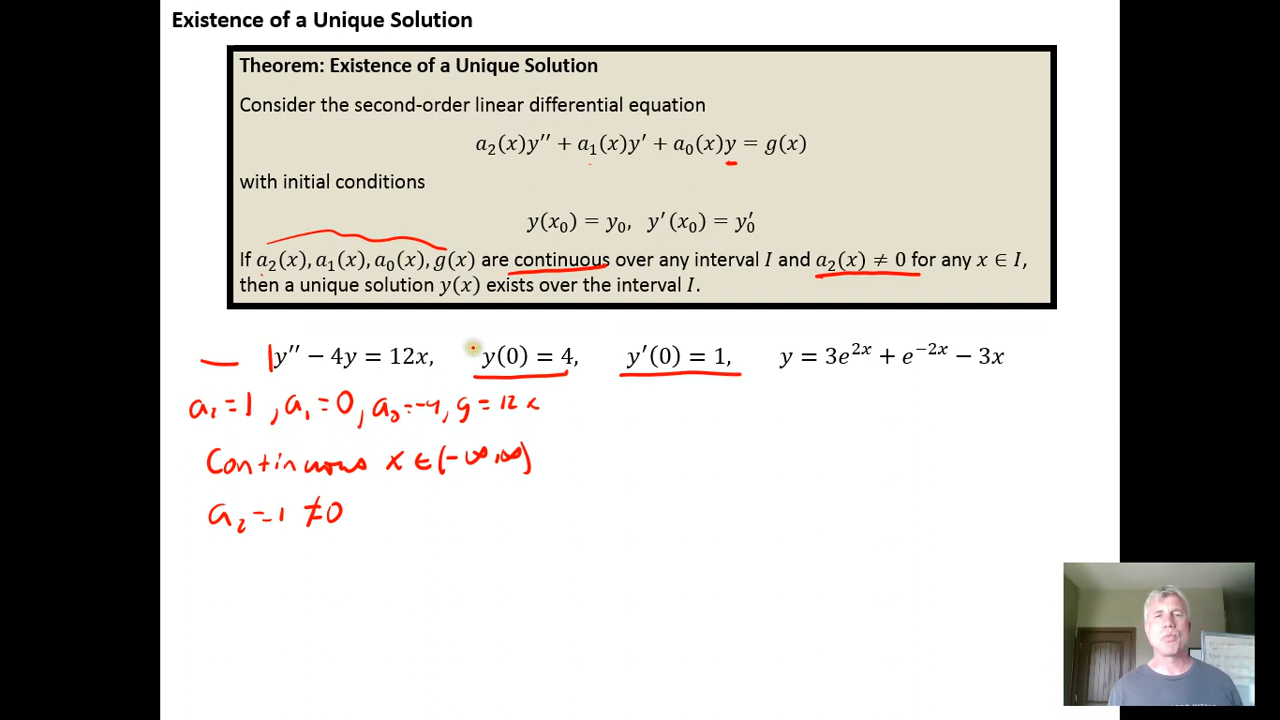 Existence of a Unique Solution
Theorem: Existence of a Unique Solution
Consider the second-order linear differential equation
a₂(x)y′′ + a₁(x)y′ + a₀(x)y = g(x)
with initial conditions
y(x₀) = y₀, y′(x₀) = y₀′
If a₂(x), a₁(x), a₀(x), g(x) are continuous over any interval I and a₂(x) ≠ 0 for any x ∈ I,
then a unique solution y(x) exists over the interval I.
1y′′ − 4y = 12x, y(0) = 4, y′(0) = 1, y = 3e²ˣ + e⁻²ˣ − 3x
a₂ = 1, a₁ = 0, a₀ = -4, g = 12x
Continuous x ∈ (-∞, ∞)
a₂ = 1 ≠ 0